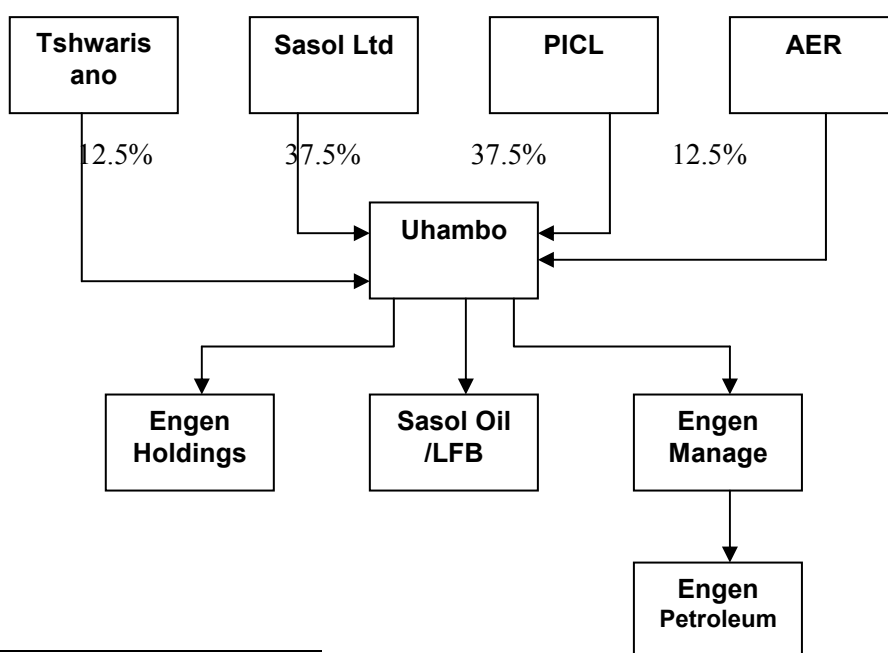 Tshwaris
ano
Sasol Ltd
PICL
AER
12.5%
37.5%
37.5%
12.5%
Uhambo
Engen
Holdings
Sasol Oil
/LFB
Engen
Manage
Engen
Petroleum